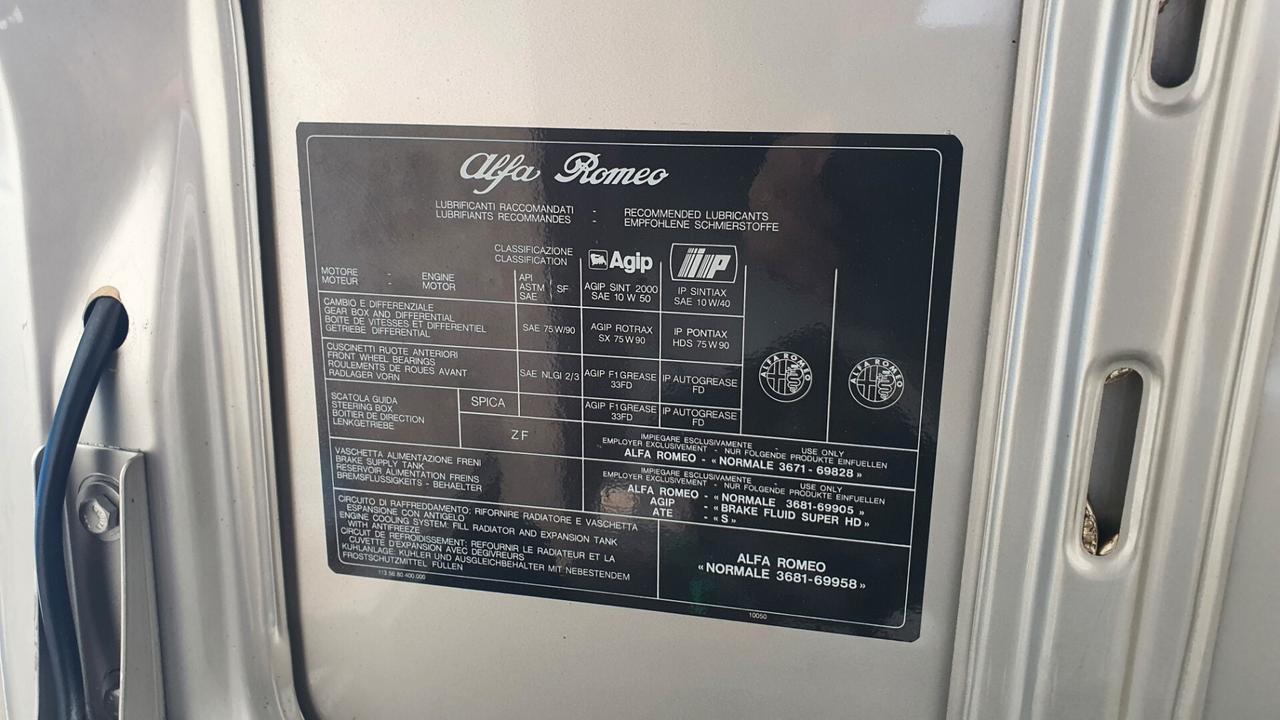 Alfa Romeo
LUBRIFICANTI RACCOMANDATI - RECOMMENDED LUBRICANTS
LUBRIFIANTS RECOMMANDES - EMPFOHLENE SCHMIERSTOFFE
CLASSIFICAZIONE
CLASSIFICATION
Agip
IP
MOTORE - ENGINE
MOTEUR - MOTOR
API
ASTM SF
SAE
AGIP SINT 2000
SAE 10 W 50
IP SINTIAX
SAE 10 W/40
CAMBIO E DIFFERENZIALE
GEAR BOX AND DIFFERENTIAL
BOITE DE VITESSES ET DIFFERENTIEL
GETRIEBE DIFFERENTIAL
SAE 75 W/90
AGIP ROTRAX
SX 75 W 90
IP PONTIAX
HDS 75 W 90
CUSCINETTI RUOTE ANTERIORI
FRONT WHEEL BEARINGS
ROULEMENTS DE ROUES AVANT
RADLAGER VORN
SAE NLGI 2/3
AGIP F1 GREASE
33FD
IP AUTOGREASE
FD
ALFA ROMEO
ALFA ROMEO
SCATOLA GUIDA
STEERING BOX
BOITIER DE DIRECTION
LENKGETRIEBE
SPICA
AGIP F1 GREASE
33FD
IP AUTOGREASE
FD
ZF
IMPIEGARE ESCLUSIVAMENTE - USE ONLY
EMPLOYER EXCLUSIVEMENT - NUR FOLGENDE PRODUKTE EINFUELLEN
ALFA ROMEO - «NORMALE 3671-69828»
VASCHETTA ALIMENTAZIONE FRENI
BRAKE SUPPLY TANK
RESERVOIR ALIMENTATION FREINS
BREMSFLUSSIGKEITS - BEHAELTER
IMPIEGARE ESCLUSIVAMENTE - USE ONLY
EMPLOYER EXCLUSIVEMENT - NUR FOLGENDE PRODUKTE EINFUELLEN
ALFA ROMEO - «NORMALE 3681-69905»
AGIP - «BRAKE FLUID SUPER HD»
ATE - «S»
CIRCUITO DI RAFFREDDAMENTO: RIFORNIRE RADIATORE E VASCHETTA
ESPANSIONE CON ANTIGELO
ENGINE COOLING SYSTEM: FILL RADIATOR AND EXPANSION TANK
WITH ANTIFREEZE
CIRCUIT DE REFROIDISSEMENT: REFOURNIR LE RADIATEUR ET LA
CUVETTE D'EXPANSION AVEC DEGIVREURS
KUHLANLAGE: KUHLER UND AUSGLEICHBEHALTER MIT NEBESTENDEM
FROSTSCHUTZMITTEL FÜLLEN
ALFA ROMEO
«NORMALE 3681-69958»
113.56.80.400.000
10050